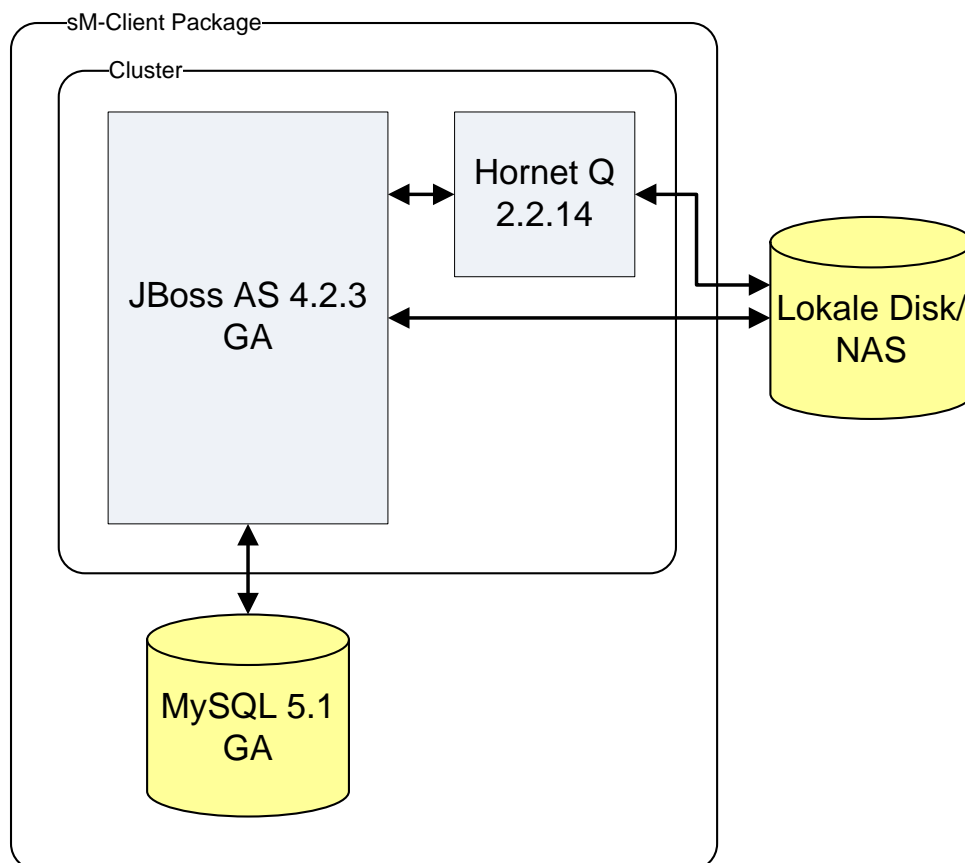 sM-Client Package
Cluster
JBoss AS 4.2.3
GA
Hornet Q
2.2.14
Lokale Disk/
NAS
MySQL 5.1
GA